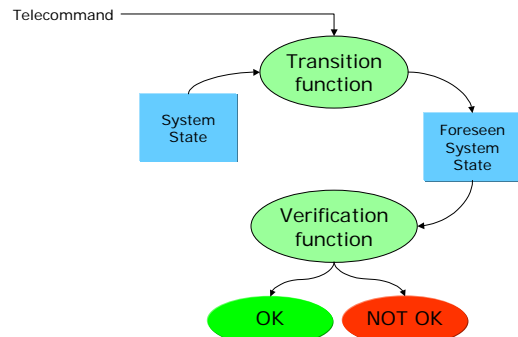 Telecommand
Transition
function
System
State
Foreseen
System
State
Verification
function
OK
NOT OK